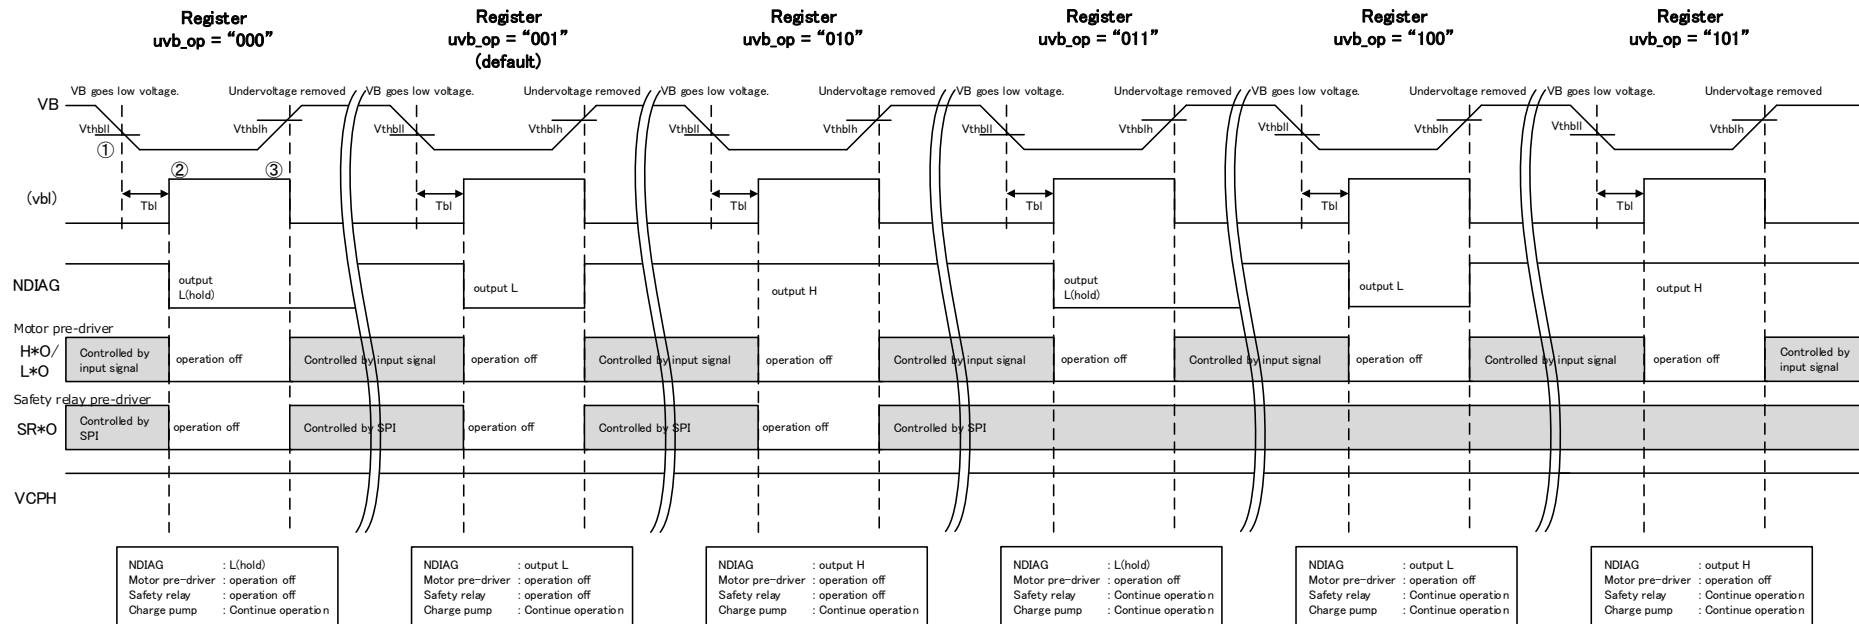 Register
uvb_op = “000”
Register
uvb_op = “001”
(default)
Register
uvb_op = “010”
Register
uvb_op = “011”
Register
uvb_op = “100”
Register
uvb_op = “101”
VB goes low voltage. Undervoltage removed VB goes low voltage. Undervoltage removed VB goes low voltage. Undervoltage removed VB goes low voltage. Undervoltage removed VB goes low voltage. Undervoltage removed VB goes low voltage. Undervoltage removed
VB
Vthbll Vthblh Vthbll Vthblh Vthbll Vthblh Vthbll Vthblh Vthbll Vthblh Vthbll Vthblh
①
② ③
(vbl)
Tbl Tbl Tbl Tbl Tbl Tbl
NDIAG
output
L(hold)
output L
output H
output
L(hold)
output L
output H
Motor pre-driver
H*O/
L*O
Controlled by
input signal
operation off
Controlled by input signal
operation off
Controlled by input signal
operation off
Controlled by input signal
operation off
Controlled by input signal
operation off
Controlled by input signal
operation off
Controlled by
input signal
Safety relay pre-driver
SR*O
Controlled by
SPI
operation off
Controlled by SPI
operation off
Controlled by SPI
operation off
Controlled by SPI
VCPH
NDIAG : L(hold)
Motor pre-driver : operation off
Safety relay : operation off
Charge pump : Continue operation
NDIAG : output L
Motor pre-driver : operation off
Safety relay : operation off
Charge pump : Continue operation
NDIAG : output H
Motor pre-driver : operation off
Safety relay : operation off
Charge pump : Continue operation
NDIAG : L(hold)
Motor pre-driver : operation off
Safety relay : Continue operation
Charge pump : Continue operation
NDIAG : output L
Motor pre-driver : operation off
Safety relay : Continue operation
Charge pump : Continue operation
NDIAG : output H
Motor pre-driver : operation off
Safety relay : Continue operation
Charge pump : Continue operation